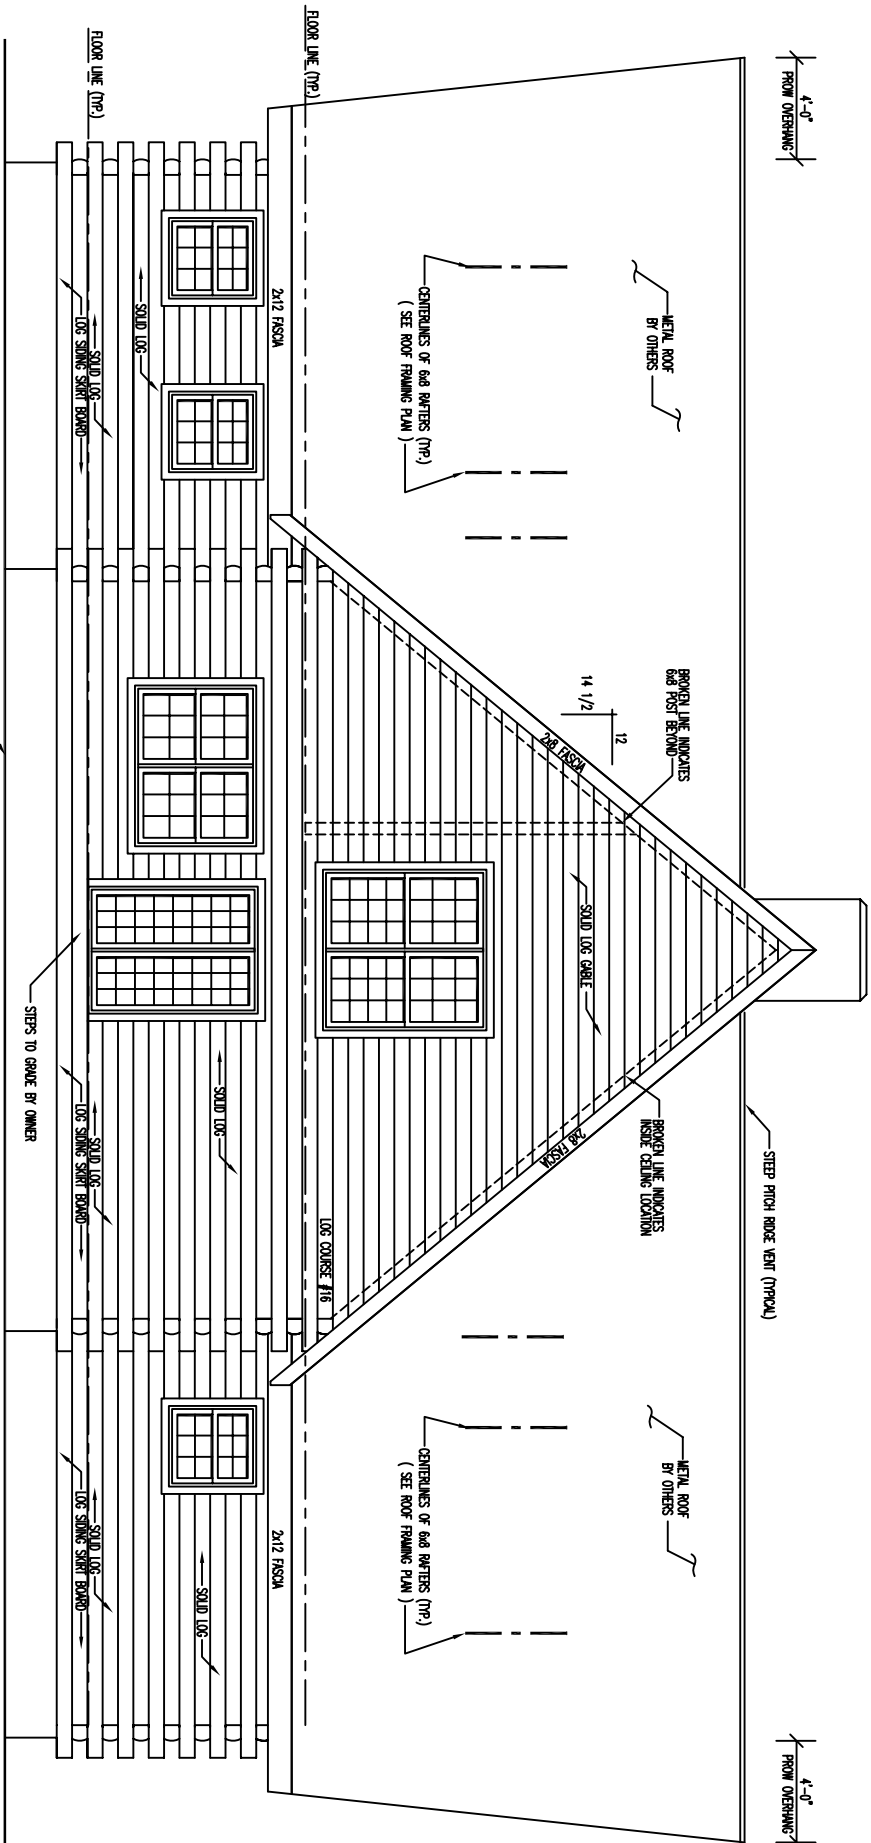 4'-0"
PROW OVERHANG
4'-0"
PROW OVERHANG
STEEP PITCH RIDGE VENT (TYPICAL)
METAL ROOF
BY OTHERS
BROKEN LINE INDICATES
6x8 POST BEYOND
BROKEN LINE INDICATES
INSIDE CEILING LOCATION
METAL ROOF
BY OTHERS
12
14 1/2
2x8 FASCIA
2x8 FASCIA
SOLID LOG GABLE
CENTERLINES OF 6x8 RAFTERS (TYP.)
( SEE ROOF FRAMING PLAN )
CENTERLINES OF 6x8 RAFTERS (TYP.)
( SEE ROOF FRAMING PLAN )
LOG COURSE #16
FLOOR LINE (TYP.)
2x12 FASCIA
2x12 FASCIA
SOLID LOG
SOLID LOG
SOLID LOG
FLOOR LINE (TYP.)
SOLID LOG
SOLID LOG
SOLID LOG
LOG SIDING SKIRT BOARD
LOG SIDING SKIRT BOARD
LOG SIDING SKIRT BOARD
STEPS TO GRADE BY OWNER